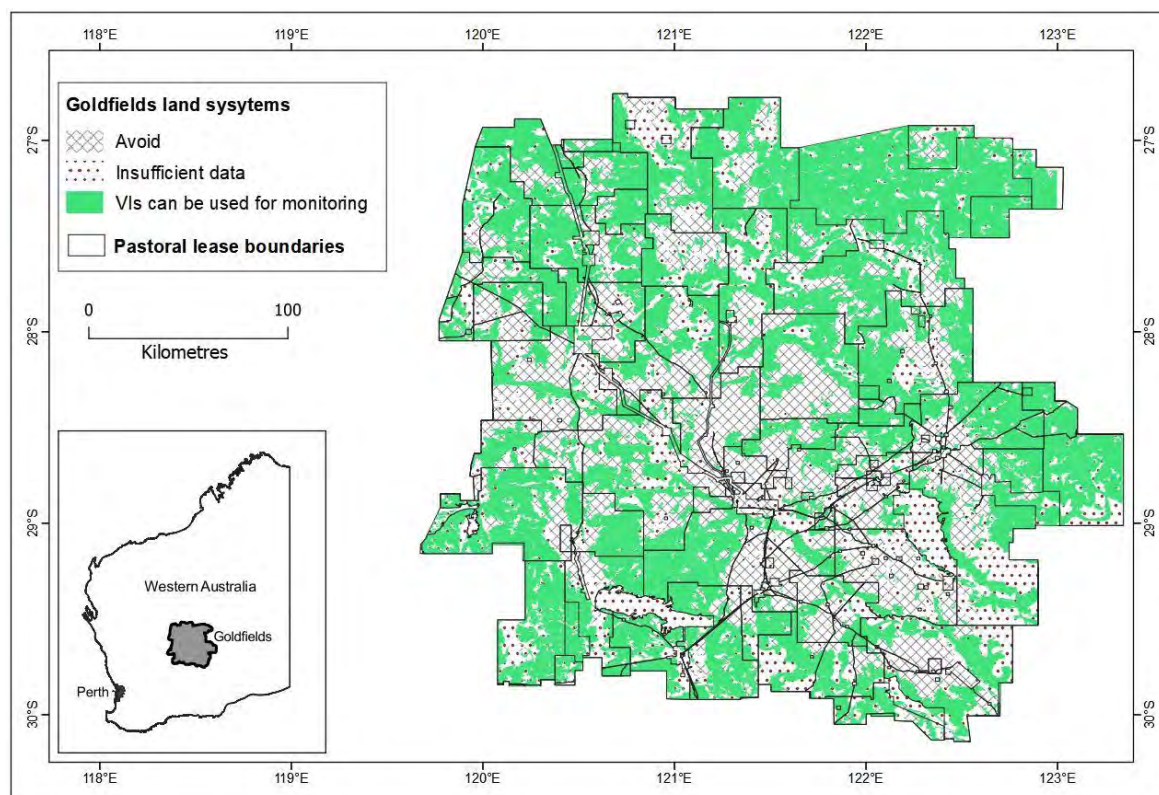 118°E 119°E 120°E 121°E 122°E 123°E
Goldfields land sysytems
Avoid
Insufficient data
VIs can be used for monitoring
Pastoral lease boundaries
0 100
Kilometres
27°S
28°S
29°S
30°S
27°S
28°S
29°S
30°S
Western Australia
Goldfields
Perth
118°E 119°E 120°E 121°E 122°E 123°E